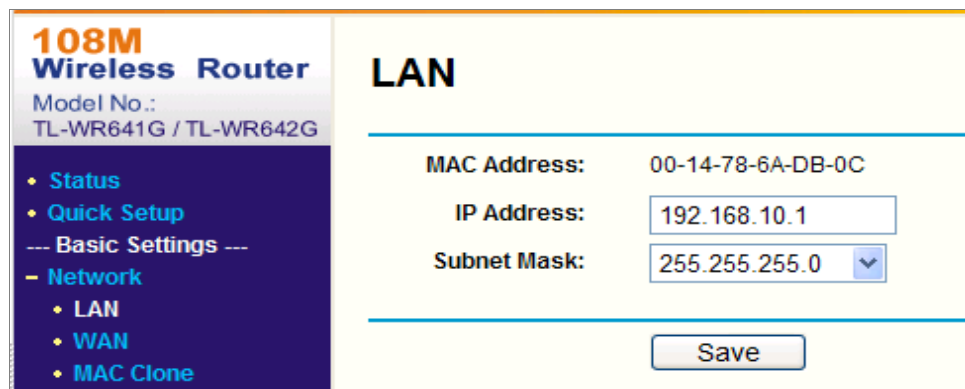 108M
Wireless Router
Model No.:
TL-WR641G / TL-WR642G
• Status
• Quick Setup
--- Basic Settings ---
– Network
• LAN
• WAN
• MAC Clone
LAN
MAC Address: 00-14-78-6A-DB-0C
IP Address: 192.168.10.1
Subnet Mask: 255.255.255.0
Save